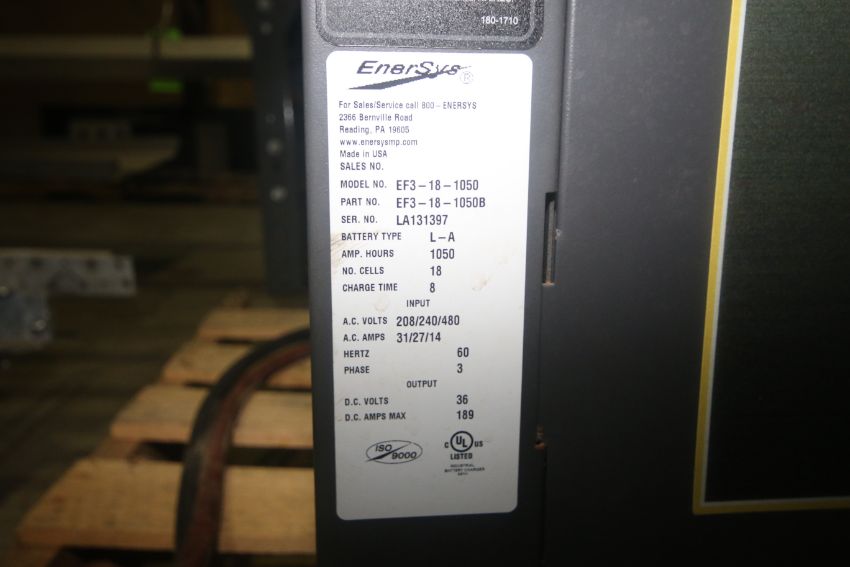 180-1710
EnerSys®
For Sales/Service call 800 – ENERSYS
2366 Bernville Road
Reading, PA 19605
www.enersysmp.com
Made in USA
SALES NO.
MODEL NO. EF3-18-1050
PART NO. EF3-18-1050B
SER. NO. LA131397
BATTERY TYPE L-A
AMP. HOURS 1050
NO. CELLS 18
CHARGE TIME 8
INPUT
A.C. VOLTS 208/240/480
A.C. AMPS 31/27/14
HERTZ 60
PHASE 3
OUTPUT
D.C. VOLTS 36
D.C. AMPS MAX 189
ISO 9000
C UL US
LISTED
INDUSTRIAL
BATTERY CHARGER